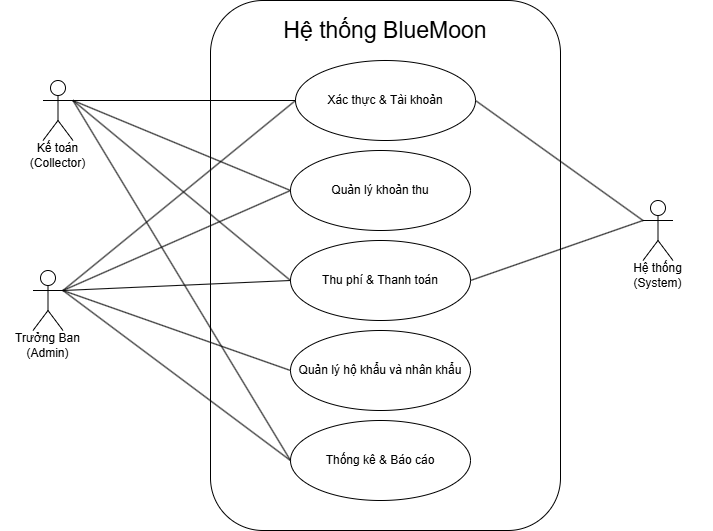 Hệ thống BlueMoon
Xác thực & Tài khoản
Kế toán
(Collector)
Quản lý khoản thu
Hệ thống
(System)
Thu phí & Thanh toán
Trưởng Ban
(Admin)
Quản lý hộ khẩu và nhân khẩu
Thống kê & Báo cáo